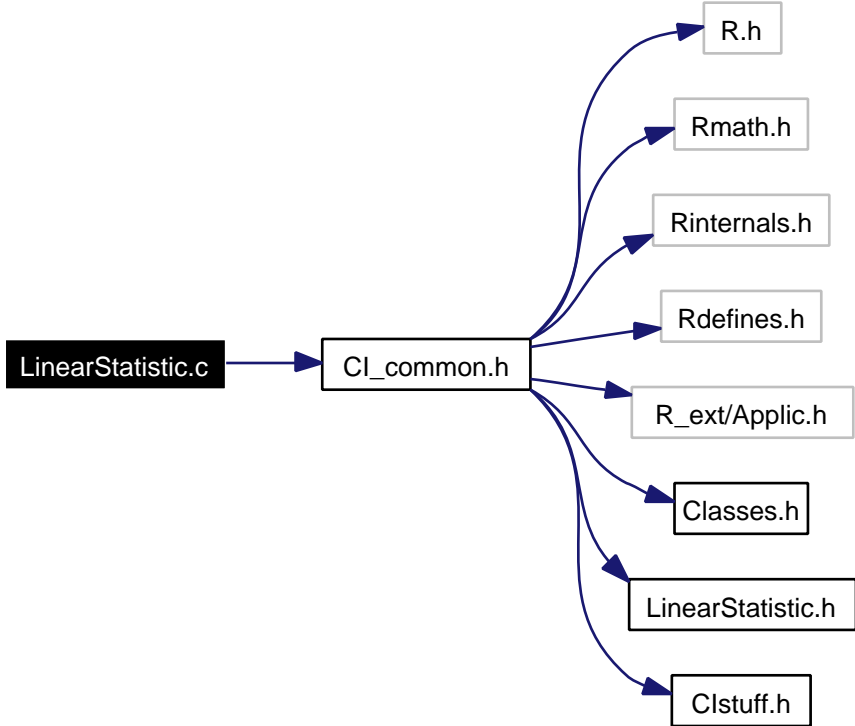 R.h
Rmath.h
Rinternals.h
Rdefines.h
LinearStatistic.c
CI_common.h
R_ext/Applic.h
Classes.h
LinearStatistic.h
CIstuff.h